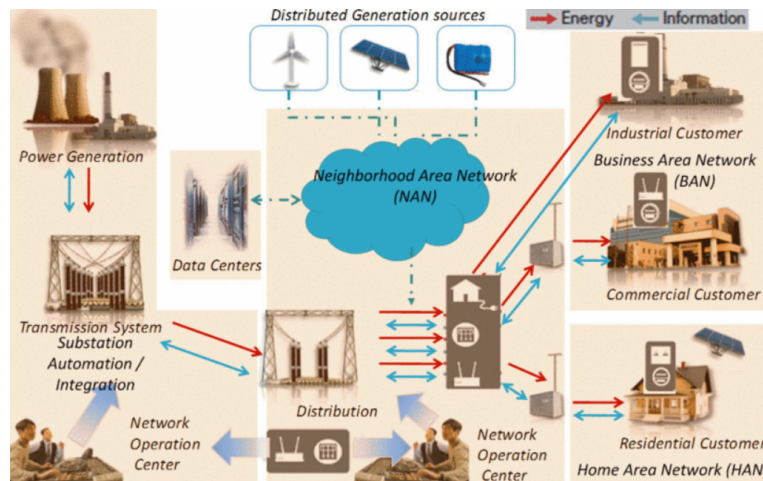 Distributed Generation sources
Energy
Information
Power Generation
Industrial Customer
Business Area Network
(BAN)
Neighborhood Area Network
(NAN)
Data Centers
Commercial Customer
Transmission System
Substation
Automation /
Integration
Distribution
Network
Operation
Center
Network
Operation
Center
Residential Customer
Home Area Network (HAN